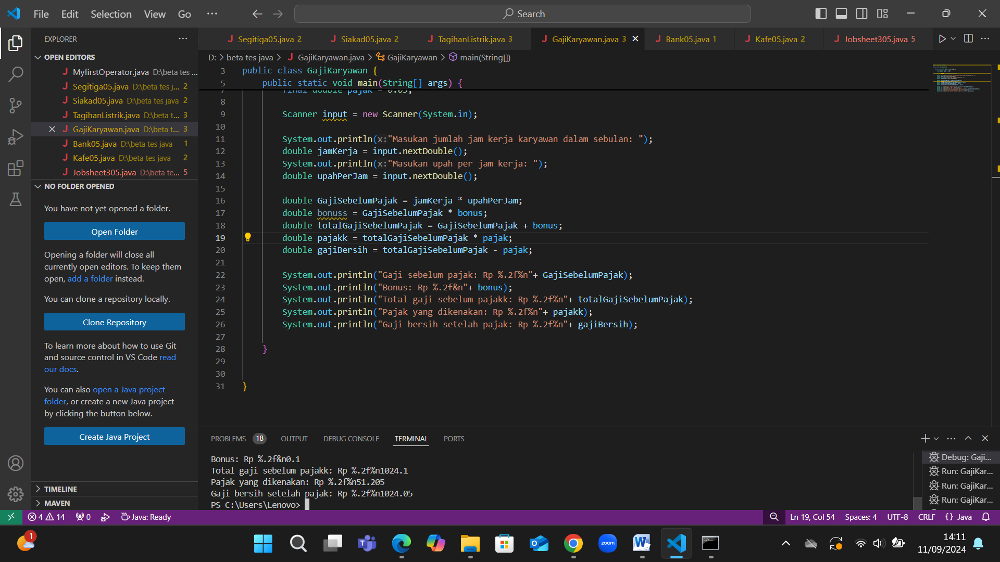 File Edit Selection View Go ··· Search
EXPLORER ···
OPEN EDITORS
MyfirstOperator.java D:\beta tes ...
Segitiga05.java D:\beta tes j... 2
Siakad05.java D:\beta tes java 2
TagihanListrik.java D:\beta t... 3
GajiKaryawan.java D:\beta t... 3
Bank05.java D:\beta tes java 1
Kafe05.java D:\beta tes java 2
Jobsheet305.java D:\beta te... 5
NO FOLDER OPENED
You have not yet opened a folder.
Open Folder
Opening a folder will close all
currently open editors. To keep them
open, add a folder instead.
You can clone a repository locally.
Clone Repository
To learn more about how to use Git
and source control in VS Code read
our docs.
You can also open a Java project
folder, or create a new Java project
by clicking the button below.
Create Java Project
TIMELINE
MAVEN
Segitiga05.java 2 Siakad05.java 2 TagihanListrik.java 3 GajiKaryawan.java 3 Bank05.java 1 Kafe05.java 2 Jobsheet305.java 5
D: > beta tes java > GajiKaryawan.java > GajiKaryawan > main(String[])
3 public class GajiKaryawan {
5 public static void main(String[] args) {
7 final double pajak = 0.05;
8
9 Scanner input = new Scanner(System.in);
10
11 System.out.println(x:"Masukan jumlah jam kerja karyawan dalam sebulan: ");
12 double jamKerja = input.nextDouble();
13 System.out.println(x:"Masukan upah per jam kerja: ");
14 double upahPerJam = input.nextDouble();
15
16 double GajiSebelumPajak = jamKerja * upahPerJam;
17 double bonuss = GajiSebelumPajak * bonus;
18 double totalGajiSebelumPajak = GajiSebelumPajak + bonus;
19 double pajakk = totalGajiSebelumPajak * pajak;
20 double gajiBersih = totalGajiSebelumPajak - pajak;
21
22 System.out.println("Gaji sebelum pajak: Rp %.2f%n"+ GajiSebelumPajak);
23 System.out.println("Bonus: Rp %.2f&n"+ bonus);
24 System.out.println("Total gaji sebelum pajakk: Rp %.2f%n"+ totalGajiSebelumPajak);
25 System.out.println("Pajak yang dikenakan: Rp %.2f%n"+ pajakk);
26 System.out.println("Gaji bersih setelah pajak: Rp %.2f%n"+ gajiBersih);
27
28 }
29
30
31 }
PROBLEMS 18 OUTPUT DEBUG CONSOLE TERMINAL PORTS
Bonus: Rp %.2f&n0.1
Total gaji sebelum pajakk: Rp %.2f%n1024.1
Pajak yang dikenakan: Rp %.2f%n51.205
Gaji bersih setelah pajak: Rp %.2f%n1024.05
PS C:\Users\Lenovo>
Debug: Gaji...
Run: GajiKar...
Run: GajiKar...
Run: GajiKar...
4 14 0 Java: Ready Ln 19, Col 54 Spaces: 4 UTF-8 CRLF {} Java
1 zoom 14:11
11/09/2024